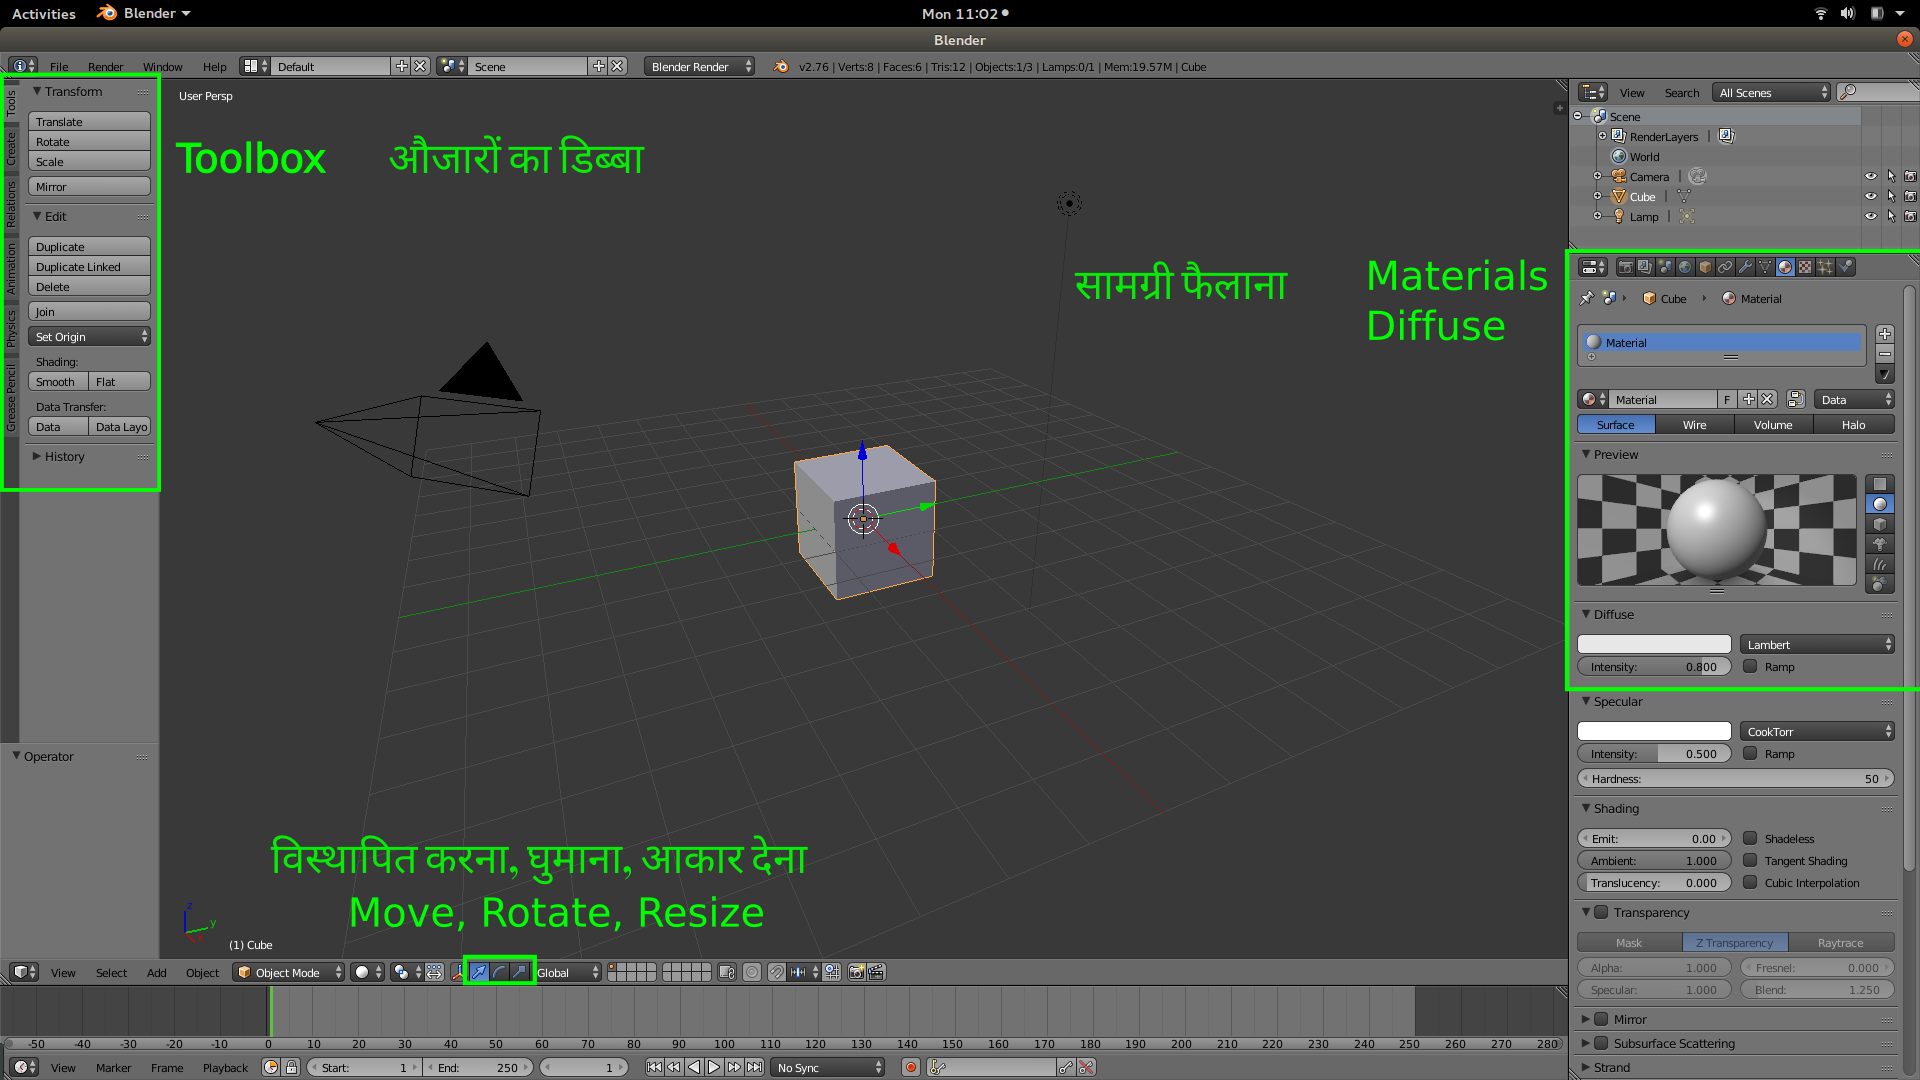 Activities Blender Mon 11:02
Blender
File Render Window Help Default Scene Blender Render v2.76 | Verts:8 | Faces:6 | Tris:12 | Objects:1/3 | Lamps:0/1 | Mem:19.57M | Cube
Tools
Create
Relations
Animation
Physics
Grease Pencil
Transform
Translate
Rotate
Scale
Mirror
Edit
Duplicate
Duplicate Linked
Delete
Join
Set Origin
Shading:
Smooth Flat
Data Transfer:
Data Data Layo
History
Operator
User Persp
Toolbox औजारों का डिब्बा
सामग्री फैलाना
Materials
Diffuse
विस्थापित करना, घुमाना, आकार देना
Move, Rotate, Resize
z
y
x
(1) Cube
View Search All Scenes
Scene
RenderLayers |
World
Camera |
Cube |
Lamp |
Cube Material
Material
Material F Data
Surface Wire Volume Halo
Preview
Diffuse
Lambert
Intensity: 0.800 Ramp
Specular
CookTorr
Intensity: 0.500 Ramp
Hardness: 50
Shading
Emit: 0.00 Shadeless
Ambient: 1.000 Tangent Shading
Translucency: 0.000 Cubic Interpolation
Transparency
Mask Z Transparency Raytrace
Alpha: 1.000 Fresnel: 0.000
Specular: 1.000 Blend: 1.250
Mirror
Subsurface Scattering
Strand
View Select Add Object Object Mode Global
-50 -40 -30 -20 -10 0 10 20 30 40 50 60 70 80 90 100 110 120 130 140 150 160 170 180 190 200 210 220 230 240 250 260 270 280
View Marker Frame Playback Start: 1 End: 250 1 No Sync